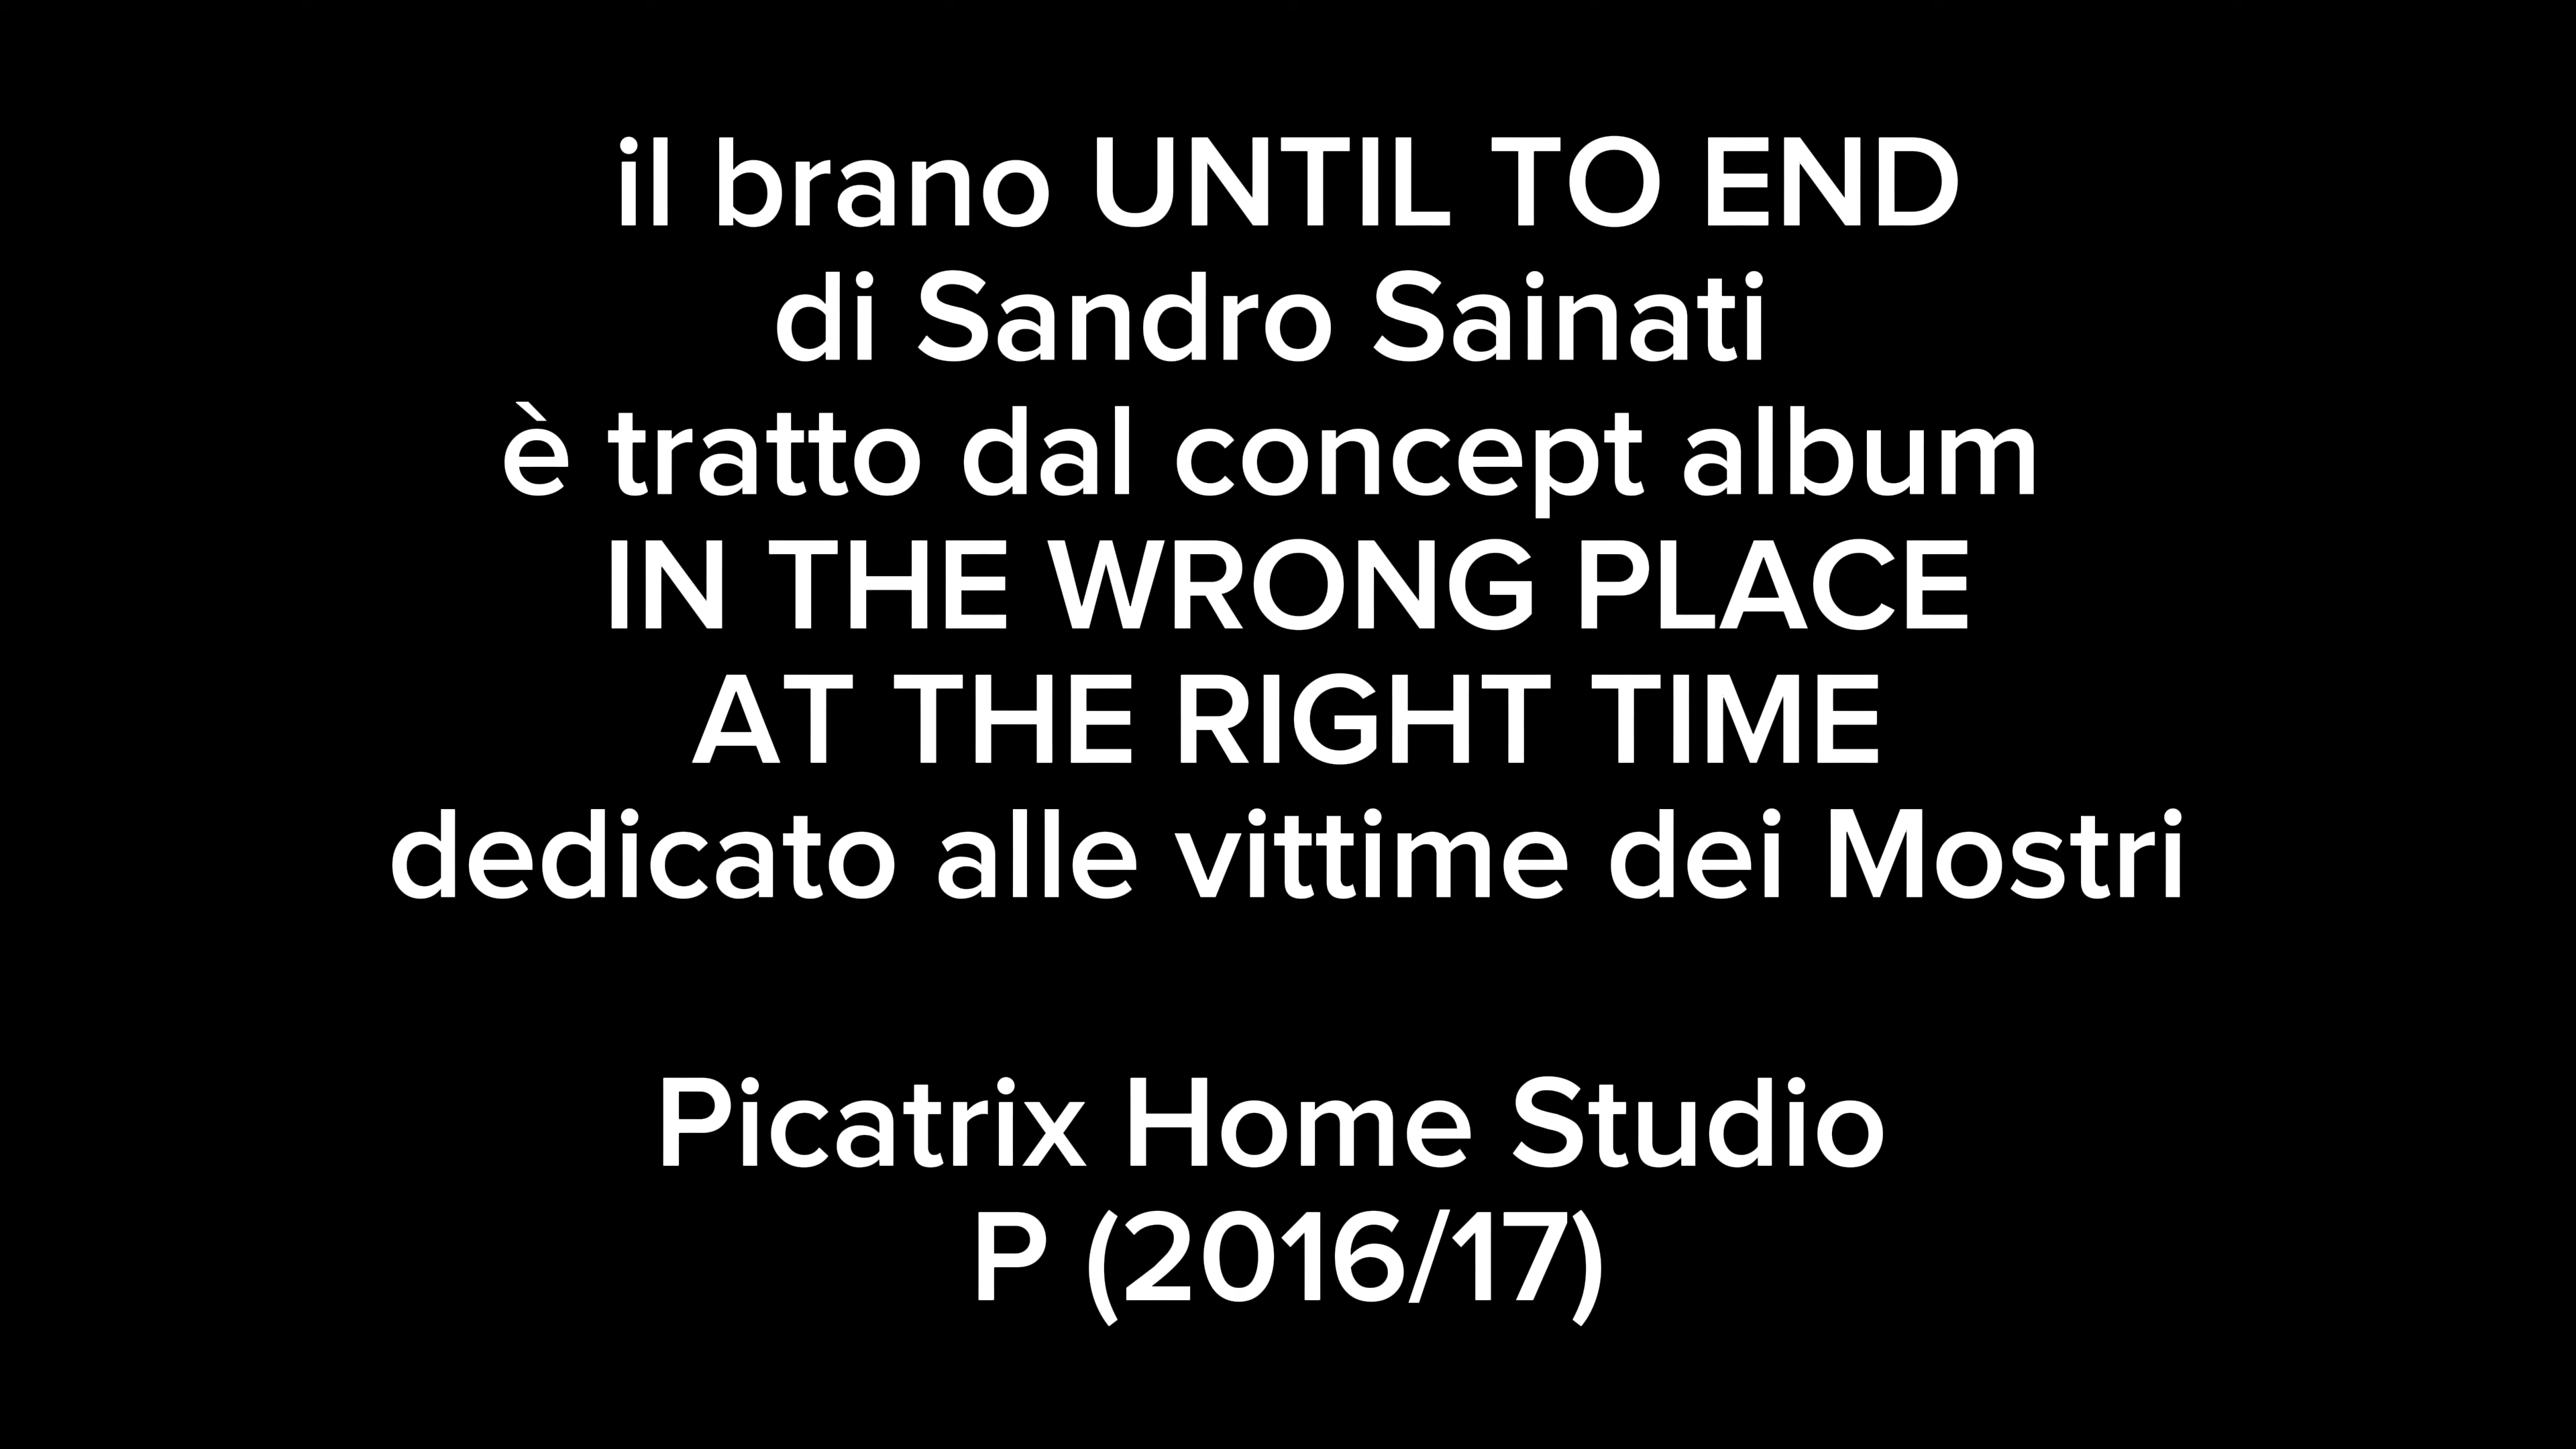 il brano UNTIL TO END
di Sandro Sainati
è tratto dal concept album
IN THE WRONG PLACE
AT THE RIGHT TIME
dedicato alle vittime dei Mostri
Picatrix Home Studio
P (2016/17)